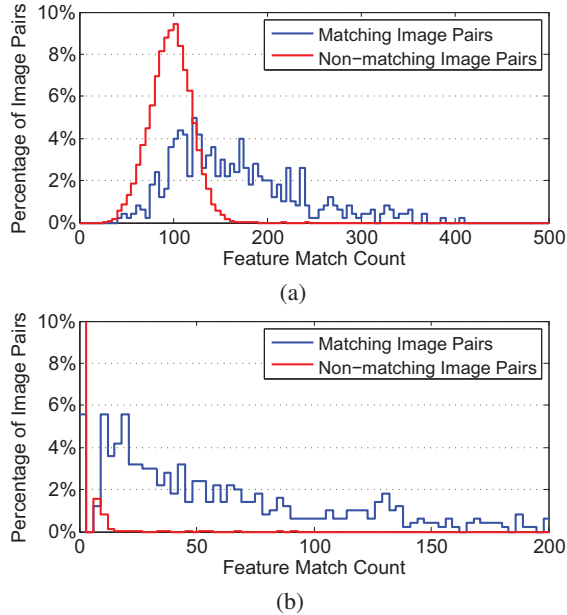 10%
8%
6%
4%
2%
0%
Percentage of Image Pairs
Matching Image Pairs
Non-matching Image Pairs
0 100 200 300 400 500
Feature Match Count
(a)
10%
8%
6%
4%
2%
0%
Percentage of Image Pairs
Matching Image Pairs
Non-matching Image Pairs
0 50 100 150 200
Feature Match Count
(b)